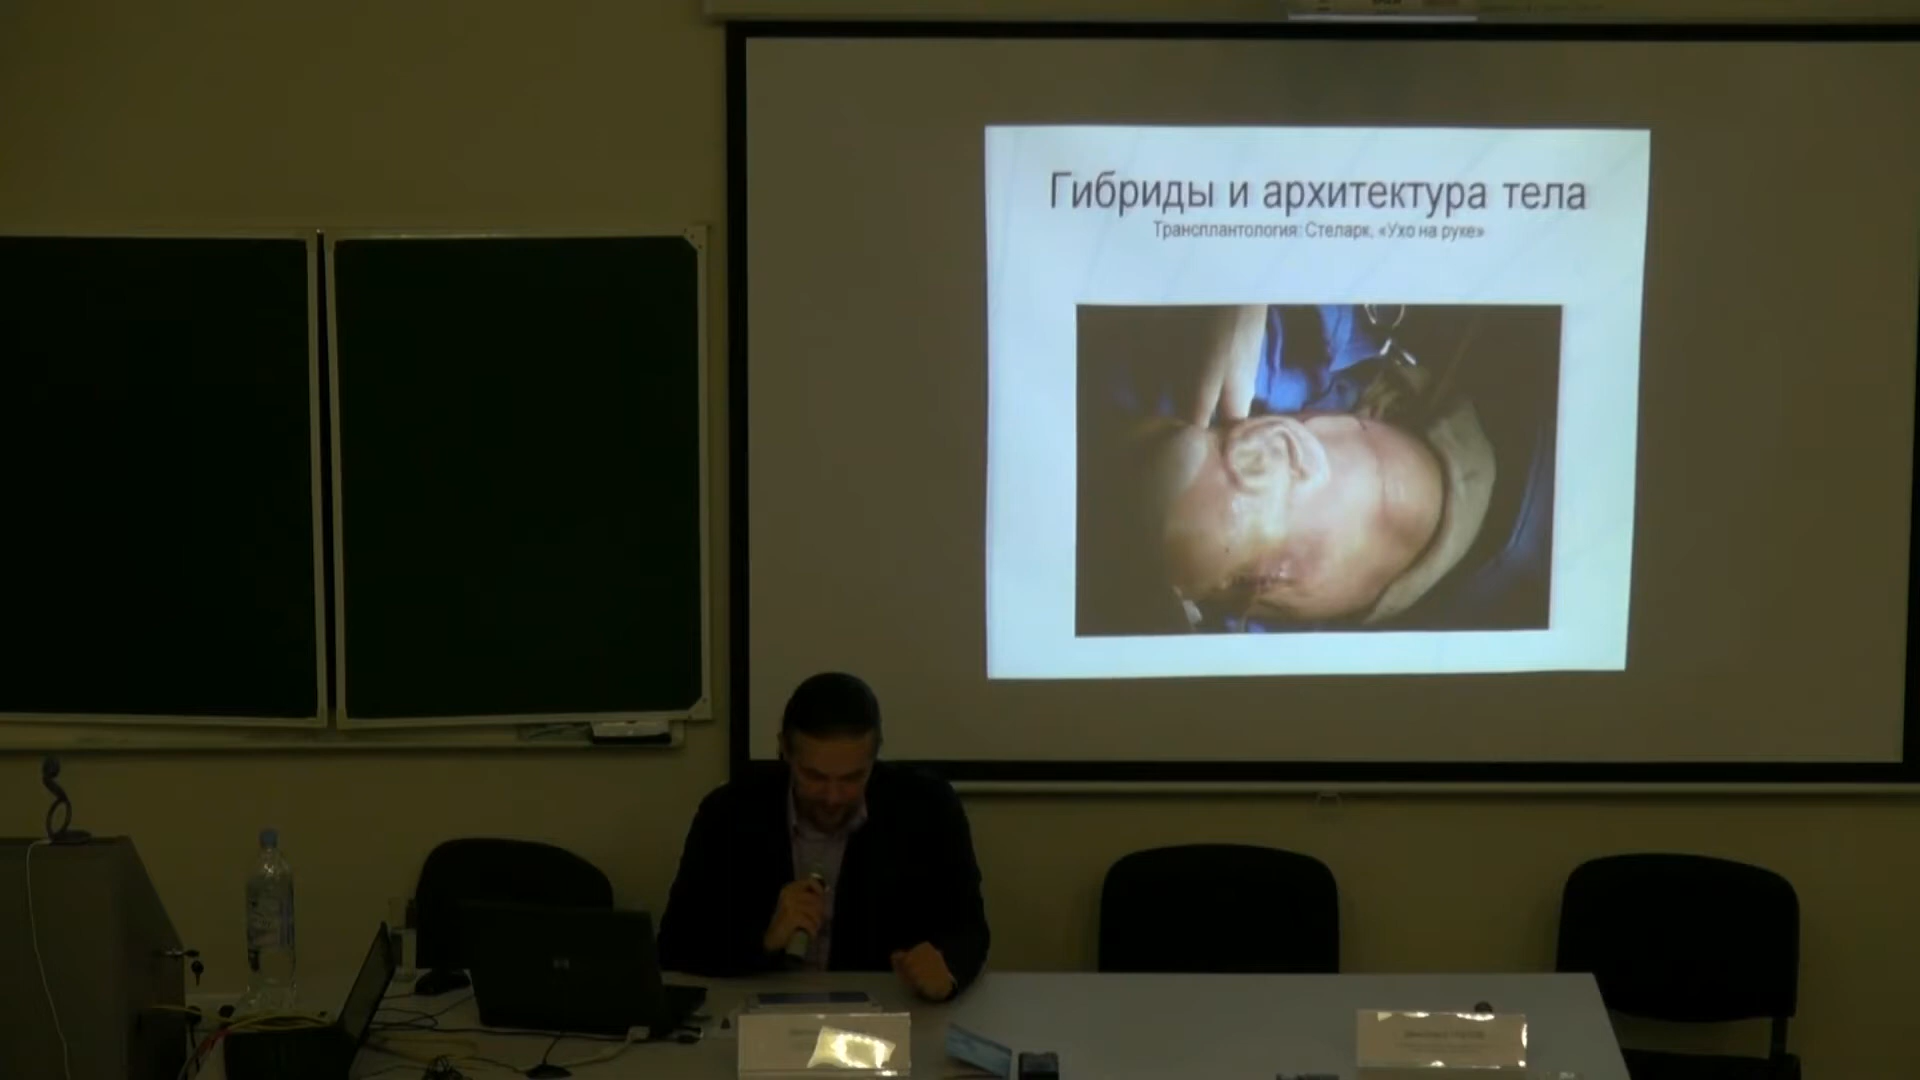 Гибриды и архитектура тела
Трансплантология: Стеларк, «Ухо на руке»